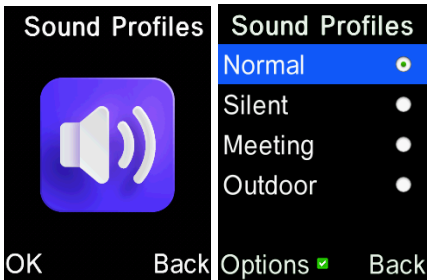 Sound Profiles
OK Back
Sound Profiles
Normal
Silent
Meeting
Outdoor
Options Back